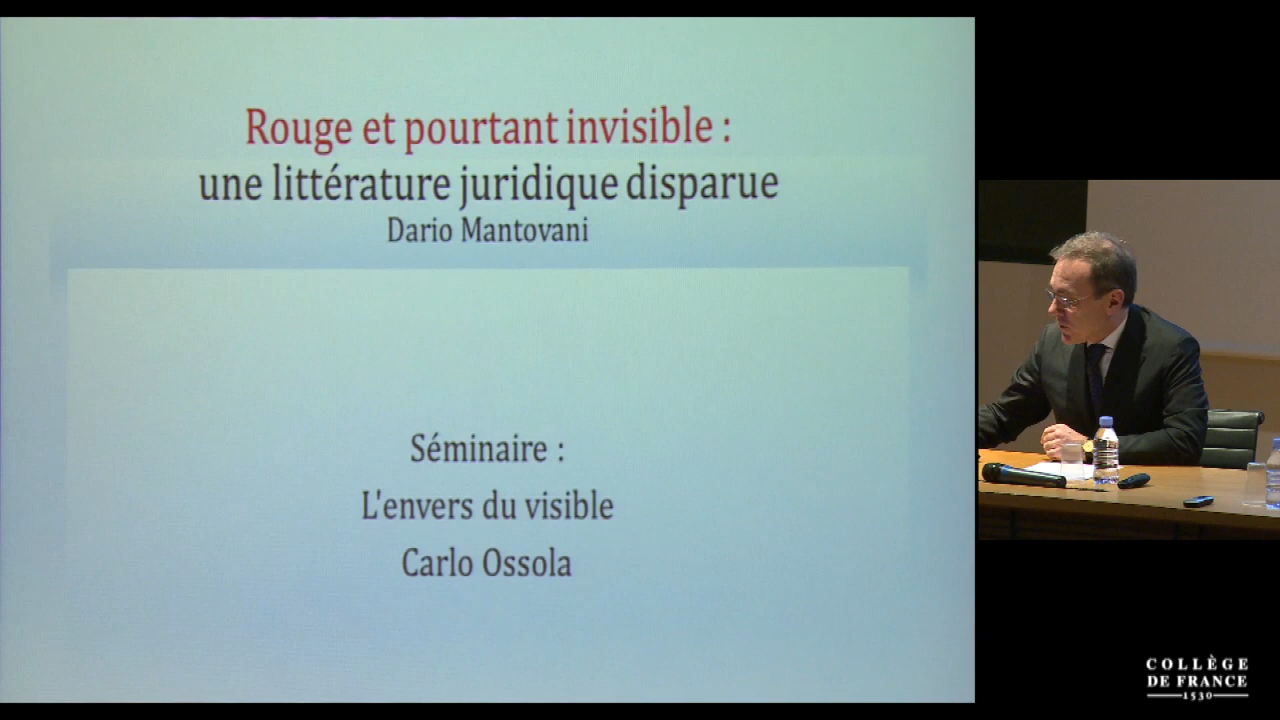 Rouge et pourtant invisible :
une littérature juridique disparue
Dario Mantovani
Séminaire :
L'envers du visible
Carlo Ossola
COLLÈGE
DE FRANCE
1530